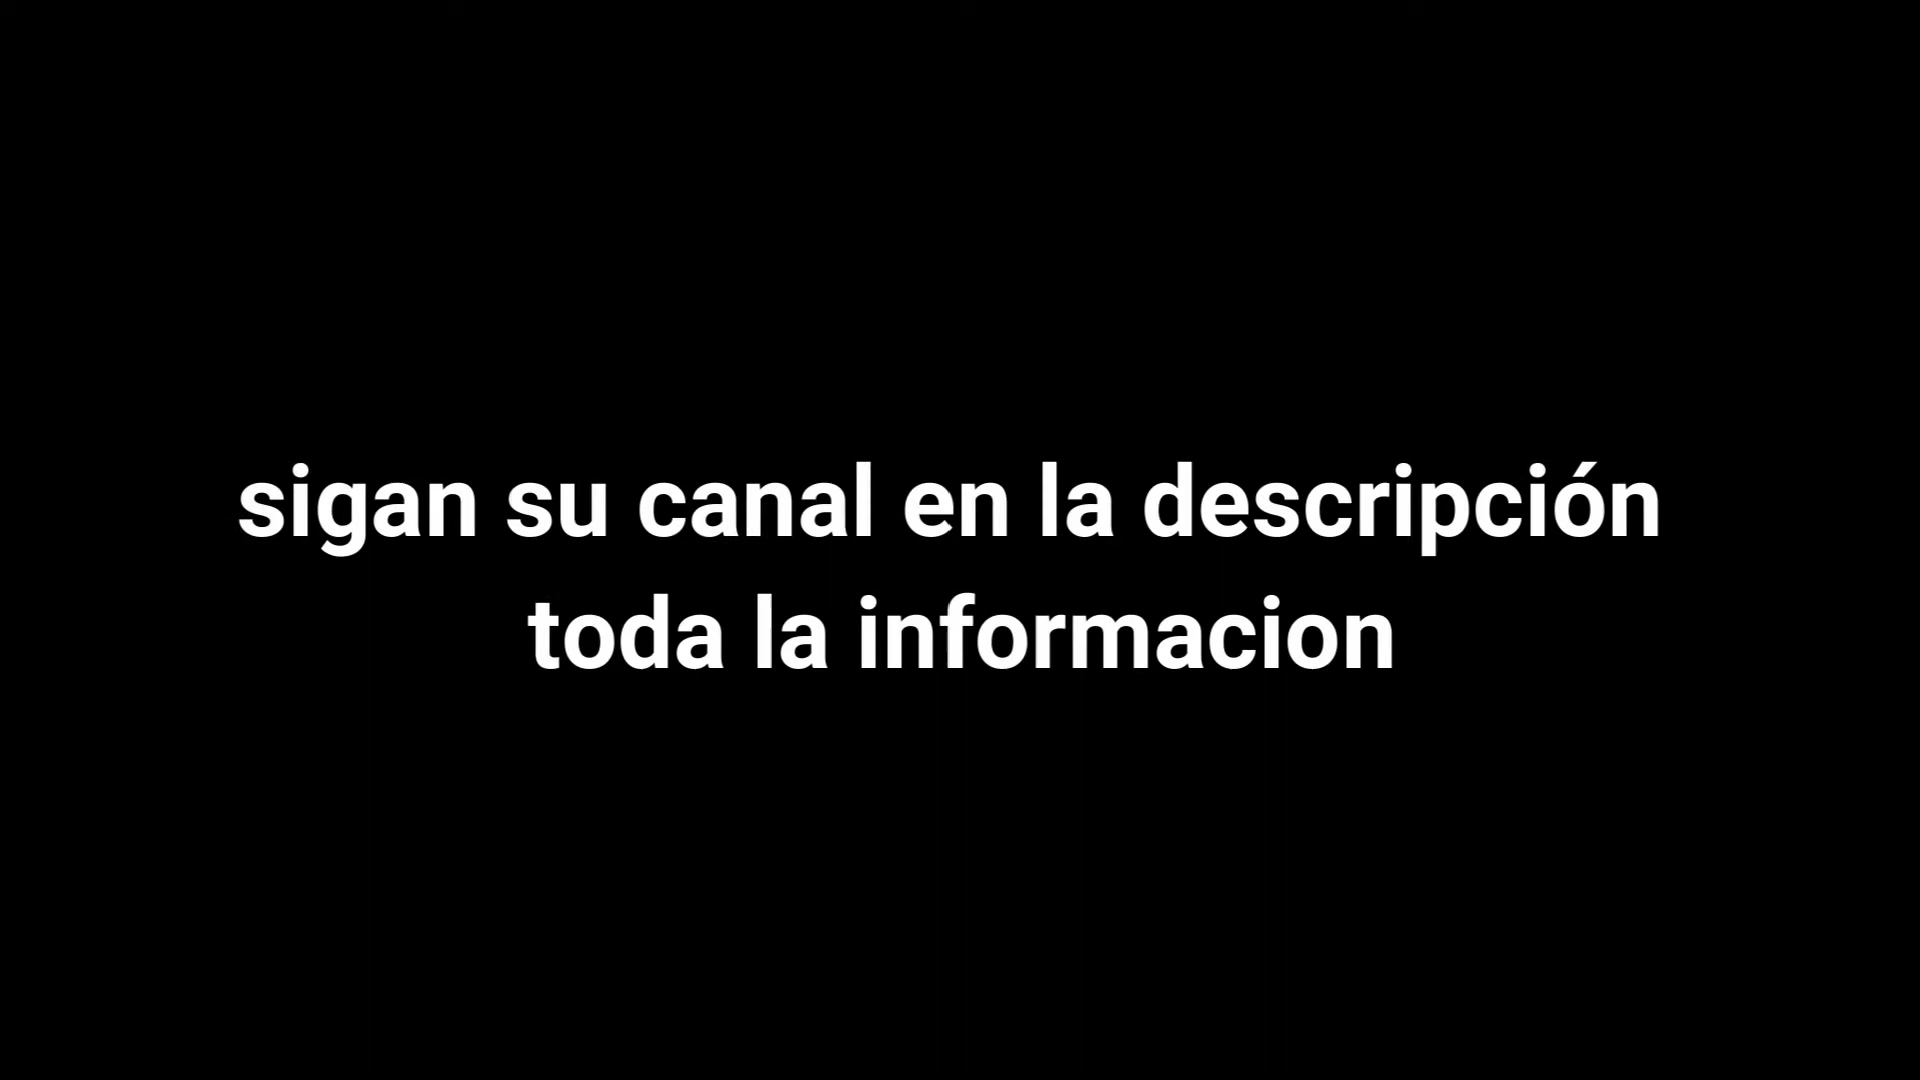 sigan su canal en la descripción
toda la informacion